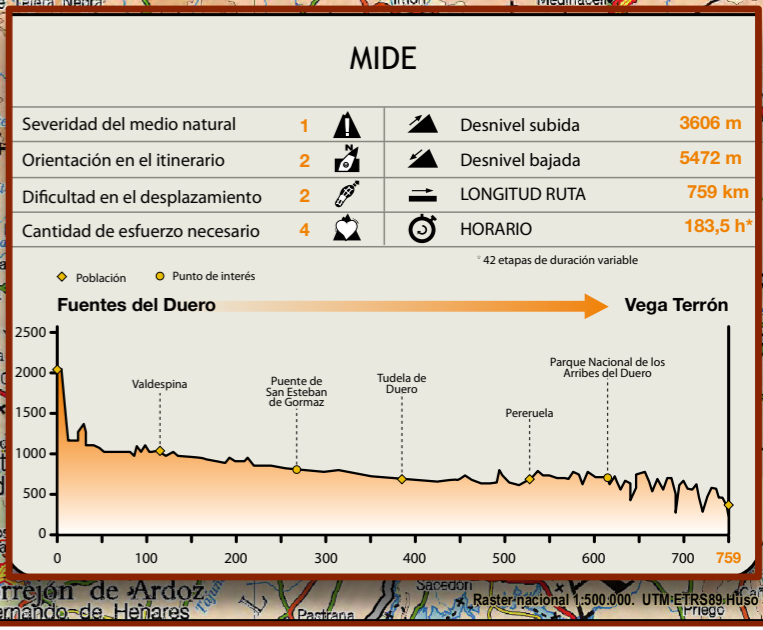 MIDE
Severidad del medio natural 1
Desnivel subida 3606 m
Orientación en el itinerario 2
N
Desnivel bajada 5472 m
Dificultad en el desplazamiento 2
LONGITUD RUTA 759 km
Cantidad de esfuerzo necesario 4
HORARIO 183,5 h*
* 42 etapas de duración variable
Población
Punto de interés
Fuentes del Duero
Vega Terrón
2500
2000
1500
1000
500
0
Valdespina
Puente de
San Esteban
de Gormaz
Tudela de
Duero
Pereruela
Parque Nacional de los
Arribes del Duero
0 100 200 300 400 500 600 700 759
rrejón de Ardoz
Sacedón
Raster nacional 1:500:000. UTM ETRS89 Huso
ernando de Henares
Pastrana
Priego